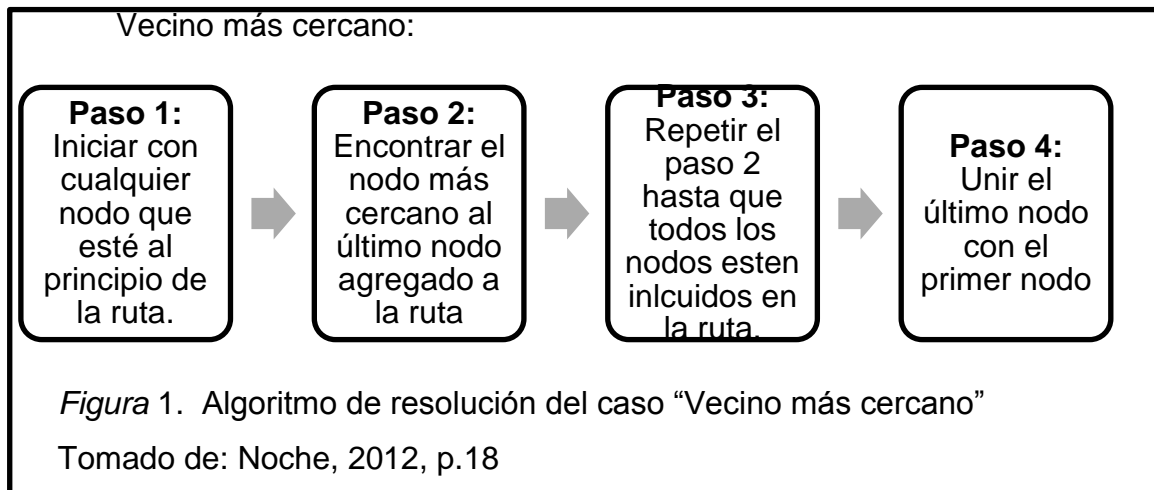 Vecino más cercano:
Paso 1:
Iniciar con
cualquier
nodo que
esté al
principio de
la ruta.
Paso 2:
Encontrar el
nodo más
cercano al
último nodo
agregado a
la ruta
Paso 3:
Repetir el
paso 2
hasta que
todos los
nodos esten
inlcuidos en
la ruta.
Paso 4:
Unir el
último nodo
con el
primer nodo
Figura 1. Algoritmo de resolución del caso “Vecino más cercano”
Tomado de: Noche, 2012, p.18